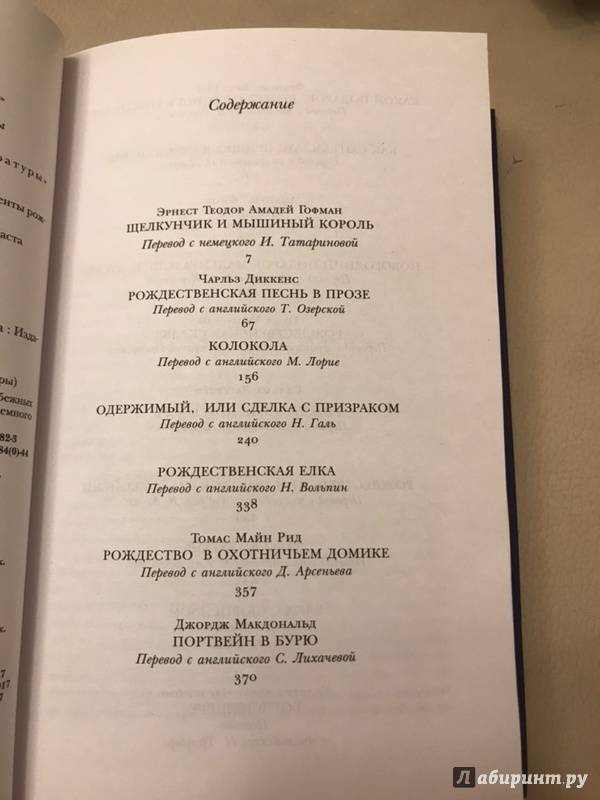 Содержание
Эрнест Теодор Амадей Гофман
ЩЕЛКУНЧИК И МЫШИНЫЙ КОРОЛЬ
Перевод с немецкого И. Татариновой
7
Чарльз Диккенс
РОЖДЕСТВЕНСКАЯ ПЕСНЬ В ПРОЗЕ
Перевод с английского Т. Озерской
67
КОЛОКОЛА
Перевод с английского М. Лорие
156
ОДЕРЖИМЫЙ, ИЛИ СДЕЛКА С ПРИЗРАКОМ
Перевод с английского Н. Галь
240
РОЖДЕСТВЕНСКАЯ ЕЛКА
Перевод с английского Н. Вольпин
338
Томас Майн Рид
РОЖДЕСТВО В ОХОТНИЧЬЕМ ДОМИКЕ
Перевод с английского Д. Арсеньева
357
Джордж Макдональд
ПОРТВЕЙН В БУРЮ
Перевод с английского С. Лихачевой
370
Лабиринт.ру